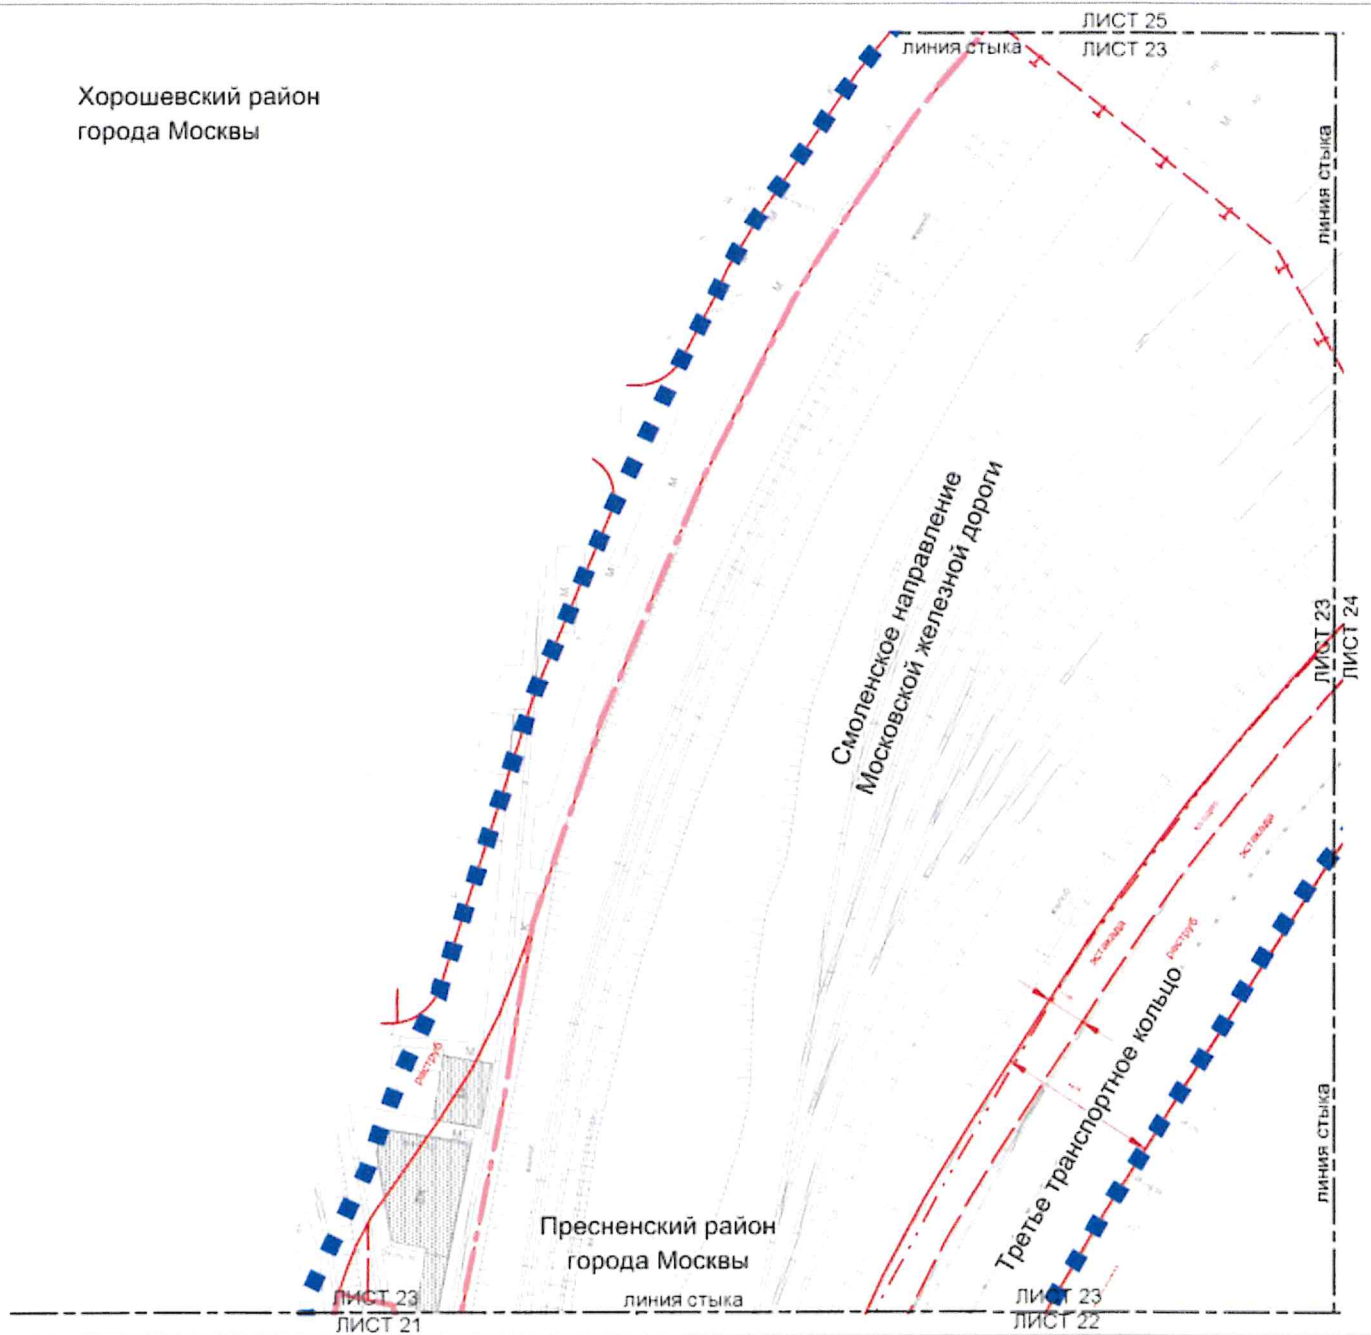 ЛИСТ 25
линия стыка
ЛИСТ 23
Хорошевский район
города Москвы
линия стыка
Смоленское направление
Московской железной дороги
ЛИСТ 23
ЛИСТ 24
эстакада
эстакада
раструб
Третье транспортное кольцо
раструб
линия стыка
Пресненский район
города Москвы
ЛИСТ 23
линия стыка
ЛИСТ 23
ЛИСТ 21
ЛИСТ 22